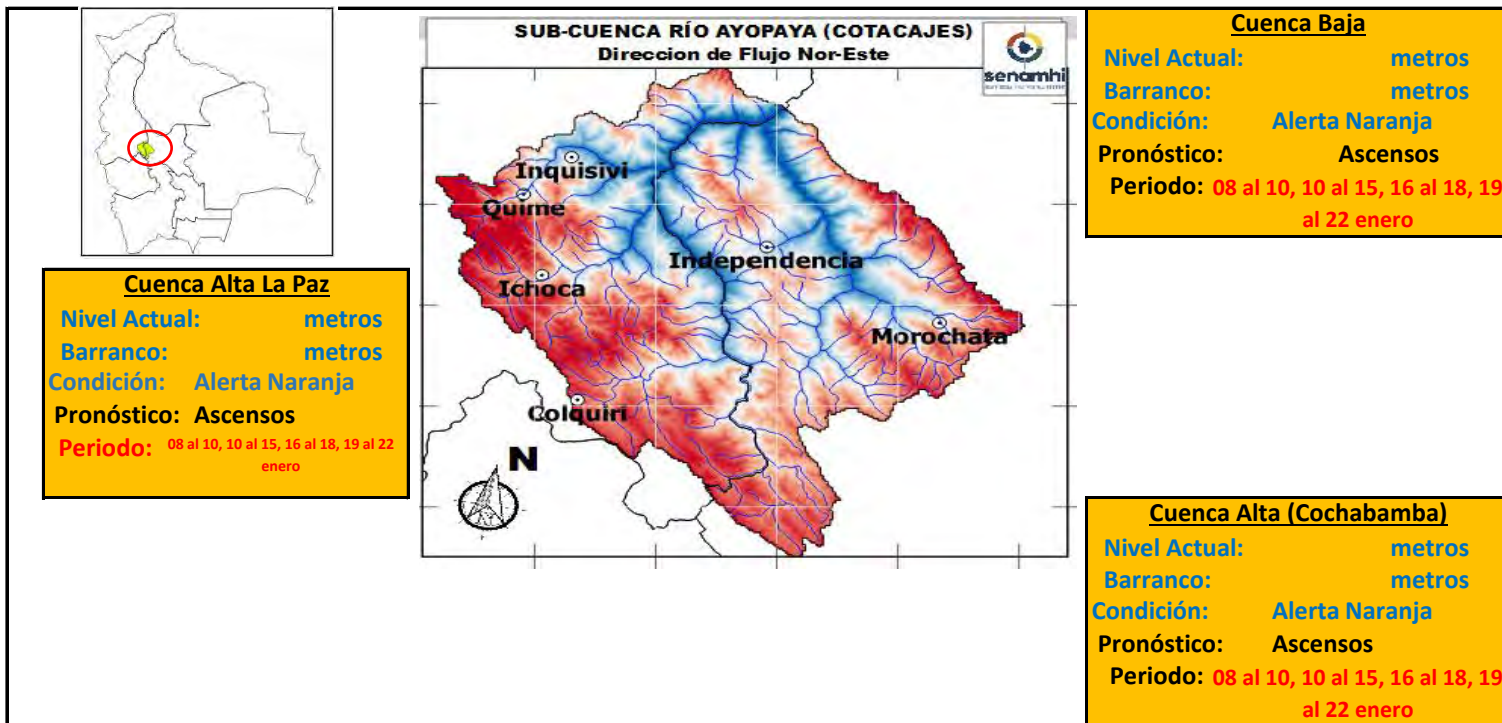 SUB-CUENCA RÍO AYOPAYA (COTACAJES)
Direccion de Flujo Nor-Este
senamhi
Inquisivi
Quime
Independencia
Ichoca
Morochata
Colquiri
N
Cuenca Alta La Paz
Nivel Actual: metros
Barranco: metros
Condición: Alerta Naranja
Pronóstico: Ascensos
Periodo: 08 al 10, 10 al 15, 16 al 18, 19 al 22
enero
Cuenca Baja
Nivel Actual: metros
Barranco: metros
Condición: Alerta Naranja
Pronóstico: Ascensos
Periodo: 08 al 10, 10 al 15, 16 al 18, 19
al 22 enero
Cuenca Alta (Cochabamba)
Nivel Actual: metros
Barranco: metros
Condición: Alerta Naranja
Pronóstico: Ascensos
Periodo: 08 al 10, 10 al 15, 16 al 18, 19
al 22 enero